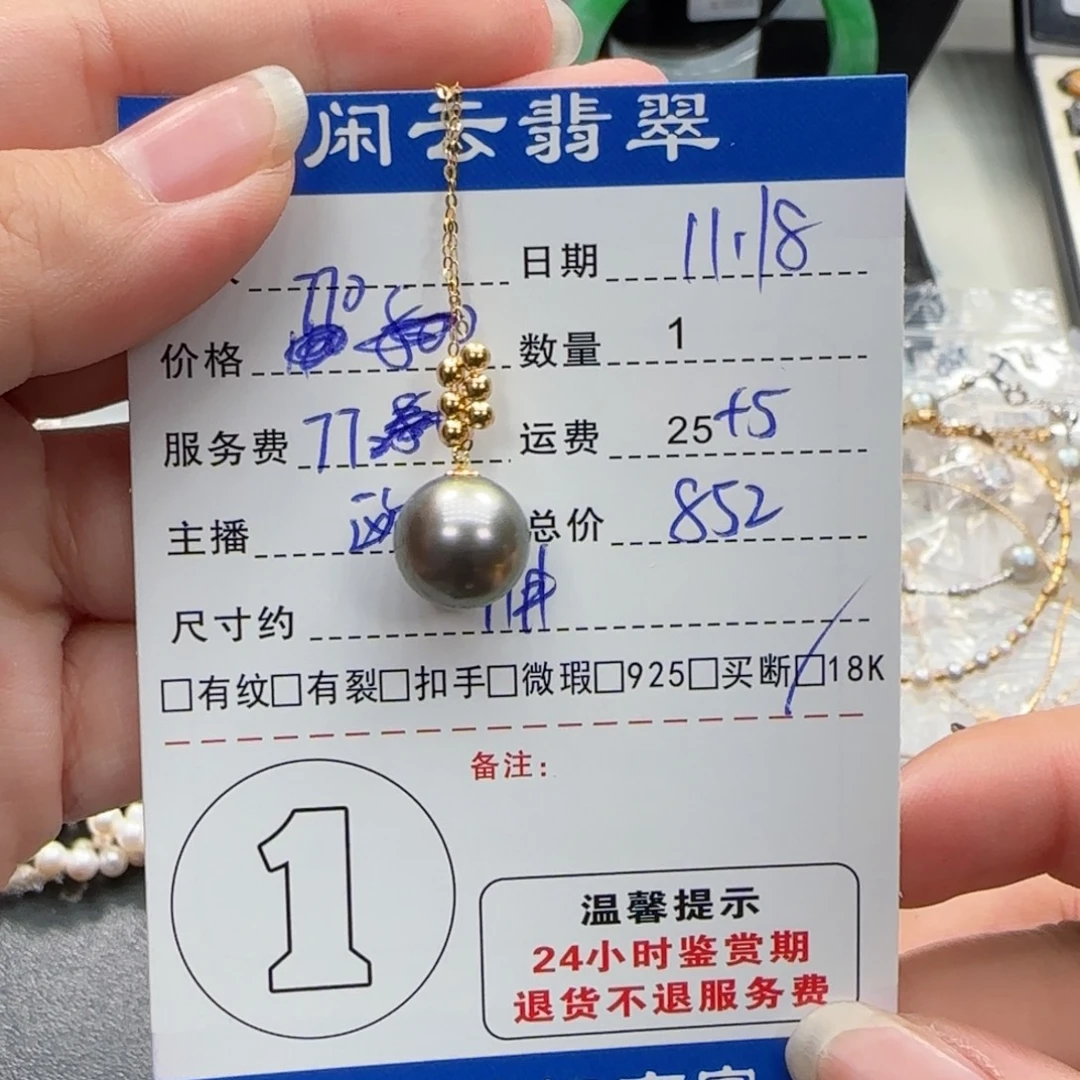 闲云翡翠
日期 11.18
价格 770 数量 1
服务费 77 运费 25+5
主播 总价 852
尺寸约
□有纹□有裂□扣手□微瑕□925□买断□18K
备注：
1
温馨提示
24小时鉴赏期
退货不退服务费